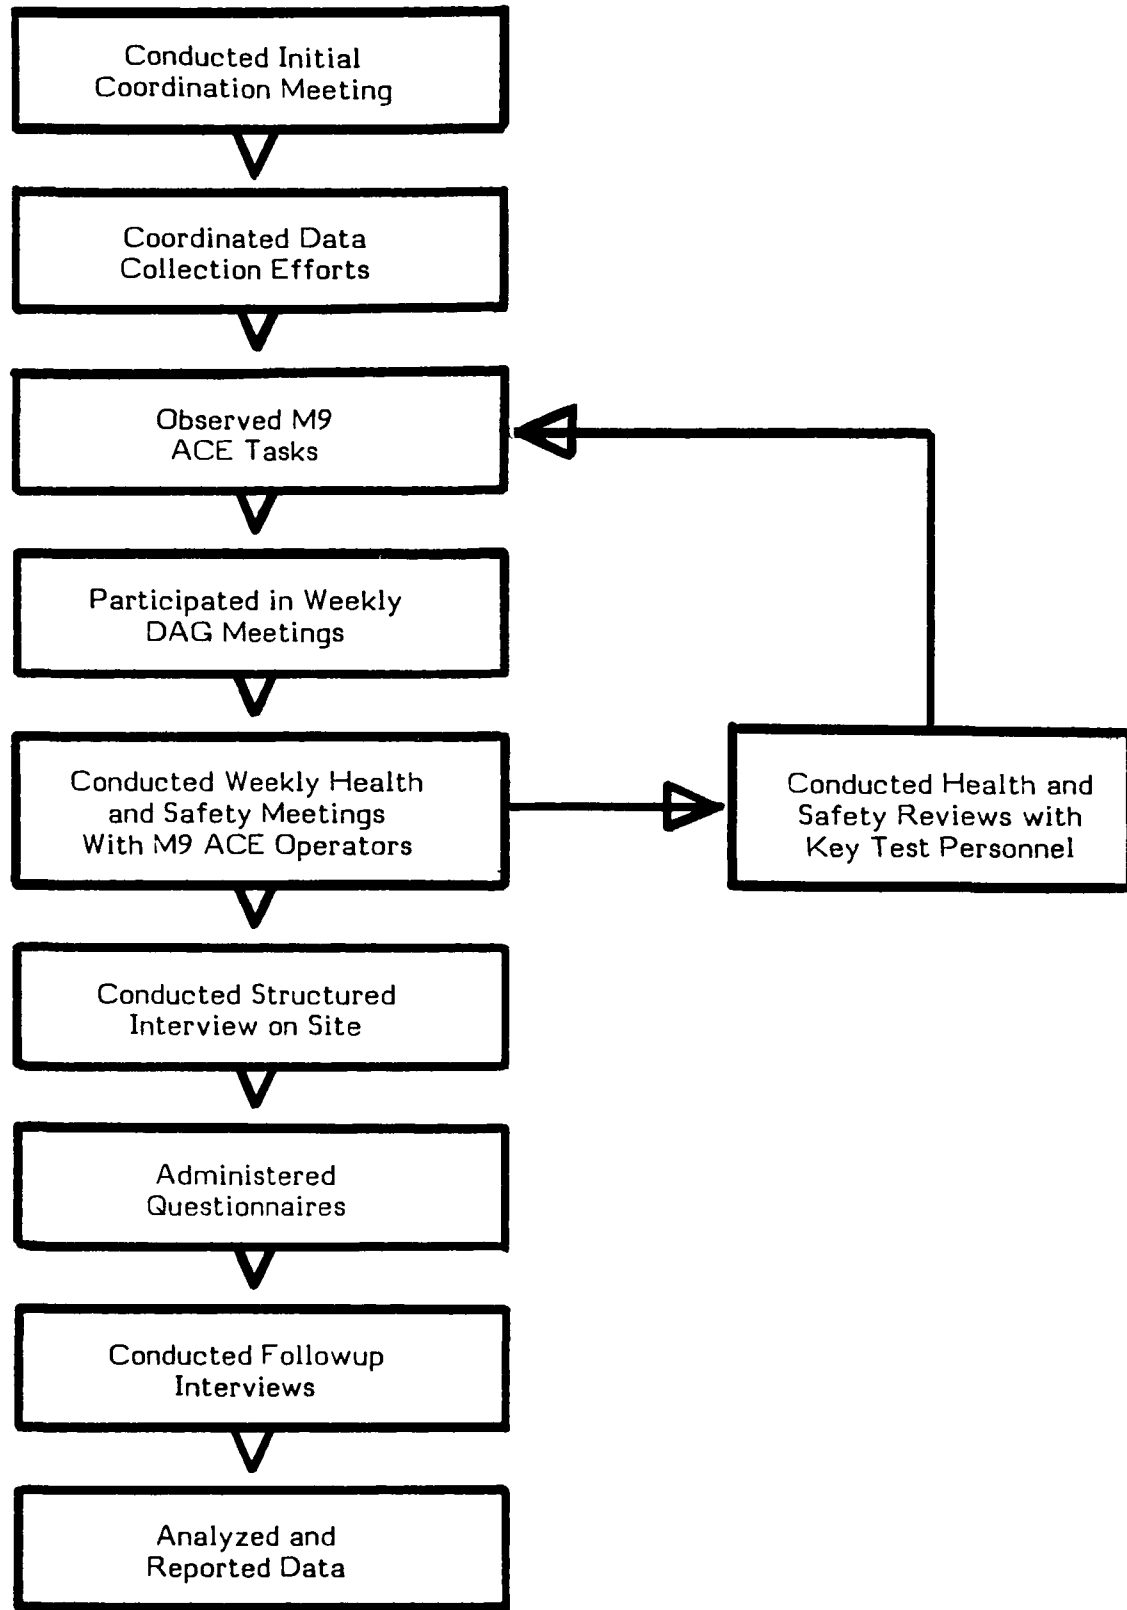 Conducted Initial
Coordination Meeting
Coordinated Data
Collection Efforts
Observed M9
ACE Tasks
Participated in Weekly
DAG Meetings
Conducted Weekly Health
and Safety Meetings
With M9 ACE Operators
Conducted Health and
Safety Reviews with
Key Test Personnel
Conducted Structured
Interview on Site
Administered
Questionnaires
Conducted Followup
Interviews
Analyzed and
Reported Data